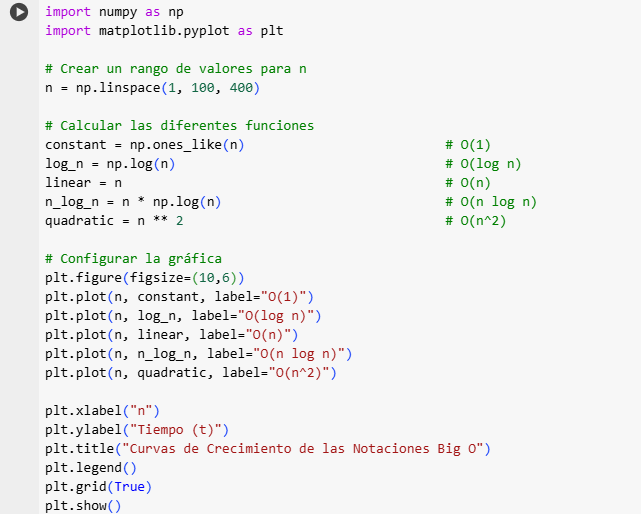 import numpy as np
import matplotlib.pyplot as plt

# Crear un rango de valores para n
n = np.linspace(1, 100, 400)

# Calcular las diferentes funciones
constant = np.ones_like(n) # O(1)
log_n = np.log(n) # O(log n)
linear = n # O(n)
n_log_n = n * np.log(n) # O(n log n)
quadratic = n ** 2 # O(n^2)

# Configurar la gráfica
plt.figure(figsize=(10,6))
plt.plot(n, constant, label="O(1)")
plt.plot(n, log_n, label="O(log n)")
plt.plot(n, linear, label="O(n)")
plt.plot(n, n_log_n, label="O(n log n)")
plt.plot(n, quadratic, label="O(n^2)")

plt.xlabel("n")
plt.ylabel("Tiempo (t)")
plt.title("Curvas de Crecimiento de las Notaciones Big O")
plt.legend()
plt.grid(True)
plt.show()